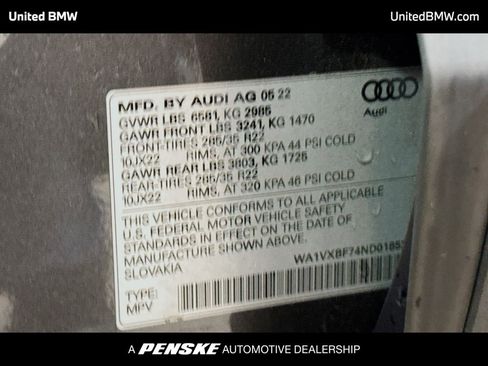 United BMW
UnitedBMW.com
MFD. BY AUDI AG 05 22
GVWR LBS 6581, KG 2985
GAWR FRONT LBS 3241, KG 1470
FRONT-TIRES 285/35 R22
10JX22 RIMS, AT 300 KPA 44 PSI COLD
GAWR REAR LBS 3803, KG 1725
REAR-TIRES 285/35 R22
10JX22 RIMS, AT 320 KPA 46 PSI COLD
Audi
THIS VEHICLE CONFORMS TO ALL APPLICABLE
U.S. FEDERAL MOTOR VEHICLE SAFETY
STANDARDS IN EFFECT ON THE DATE OF
MANUFACTURE SHOWN ABOVE.
SLOVAKIA
TYPE:
MPV
A PENSKE AUTOMOTIVE DEALERSHIP